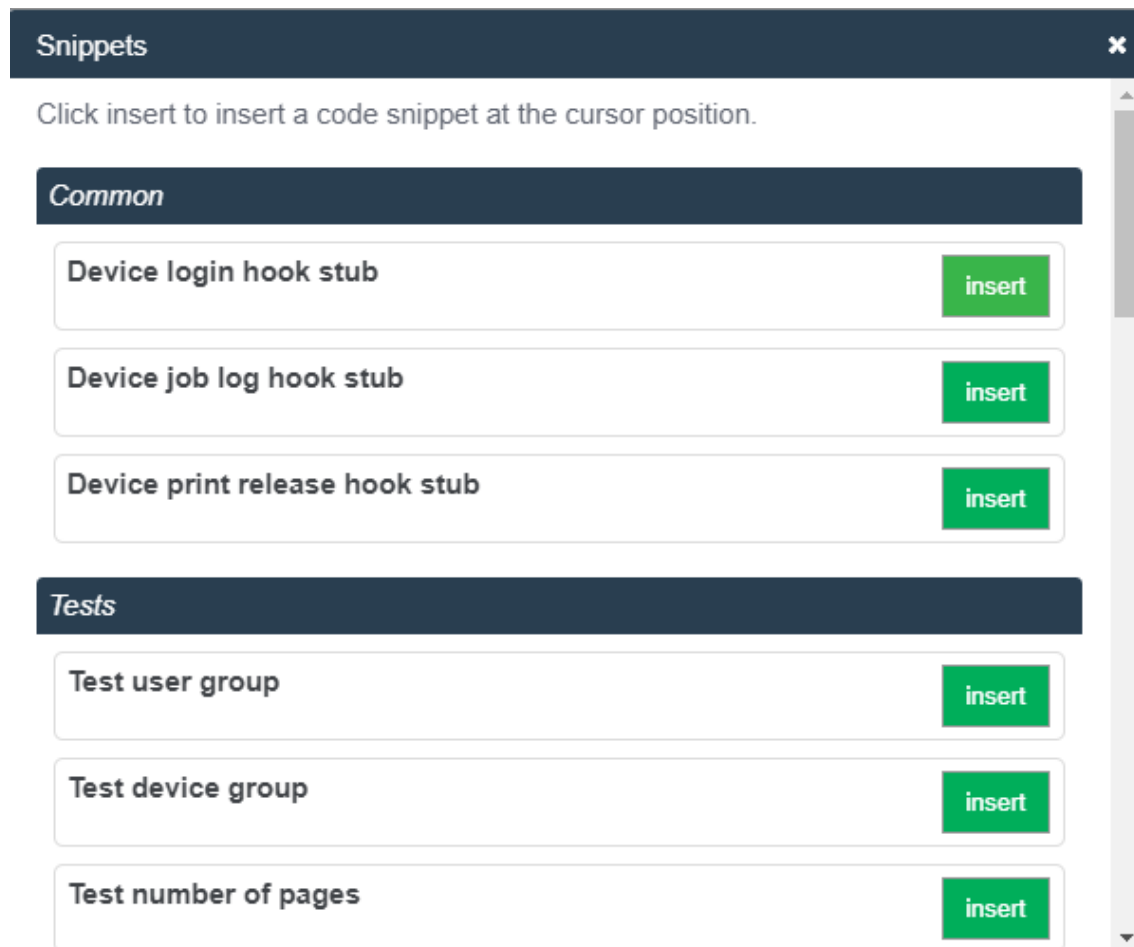 Snippets
Click insert to insert a code snippet at the cursor position.
Common
Device login hook stub
insert
Device job log hook stub
insert
Device print release hook stub
insert
Tests
Test user group
insert
Test device group
insert
Test number of pages
insert